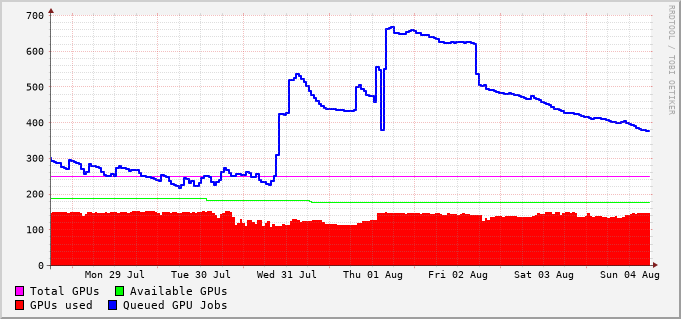 700
600
500
400
300
200
100
0
Mon 29 Jul Tue 30 Jul Wed 31 Jul Thu 01 Aug Fri 02 Aug Sat 03 Aug Sun 04 Aug
Total GPUs Available GPUs
GPUs used Queued GPU Jobs
RRDTOOL / TOBI OETIKER